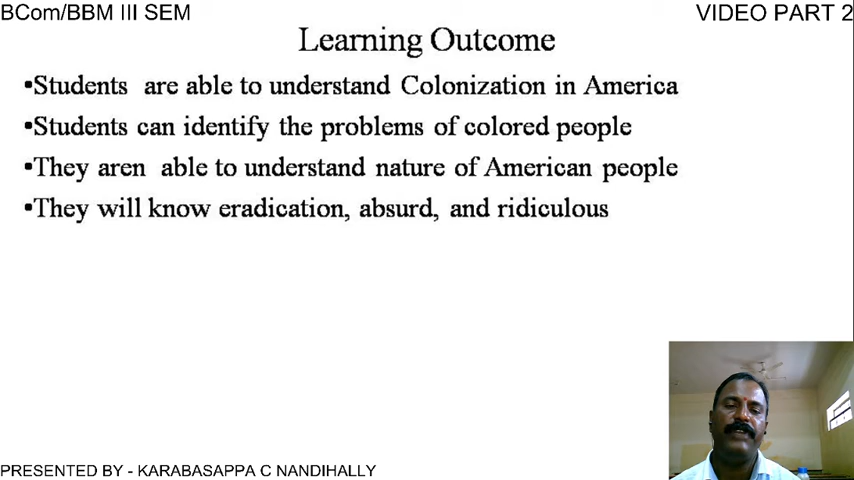 BCom/BBM III SEM
VIDEO PART 2
Learning Outcome
•Students are able to understand Colonization in America
•Students can identify the problems of colored people
•They aren able to understand nature of American people
•They will know eradication, absurd, and ridiculous
PRESENTED BY - KARABASAPPA C NANDIHALLY